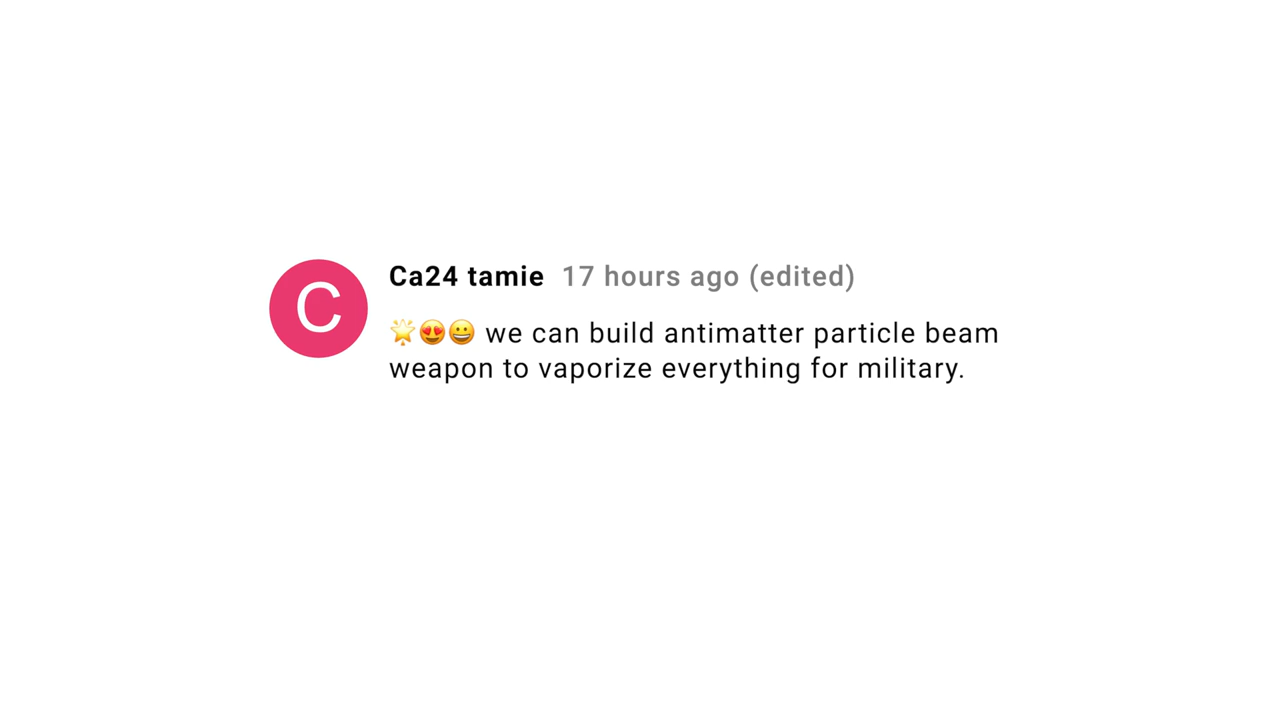 C
Ca24 tamie 17 hours ago (edited)
🌟😍😀 we can build antimatter particle beam
weapon to vaporize everything for military.